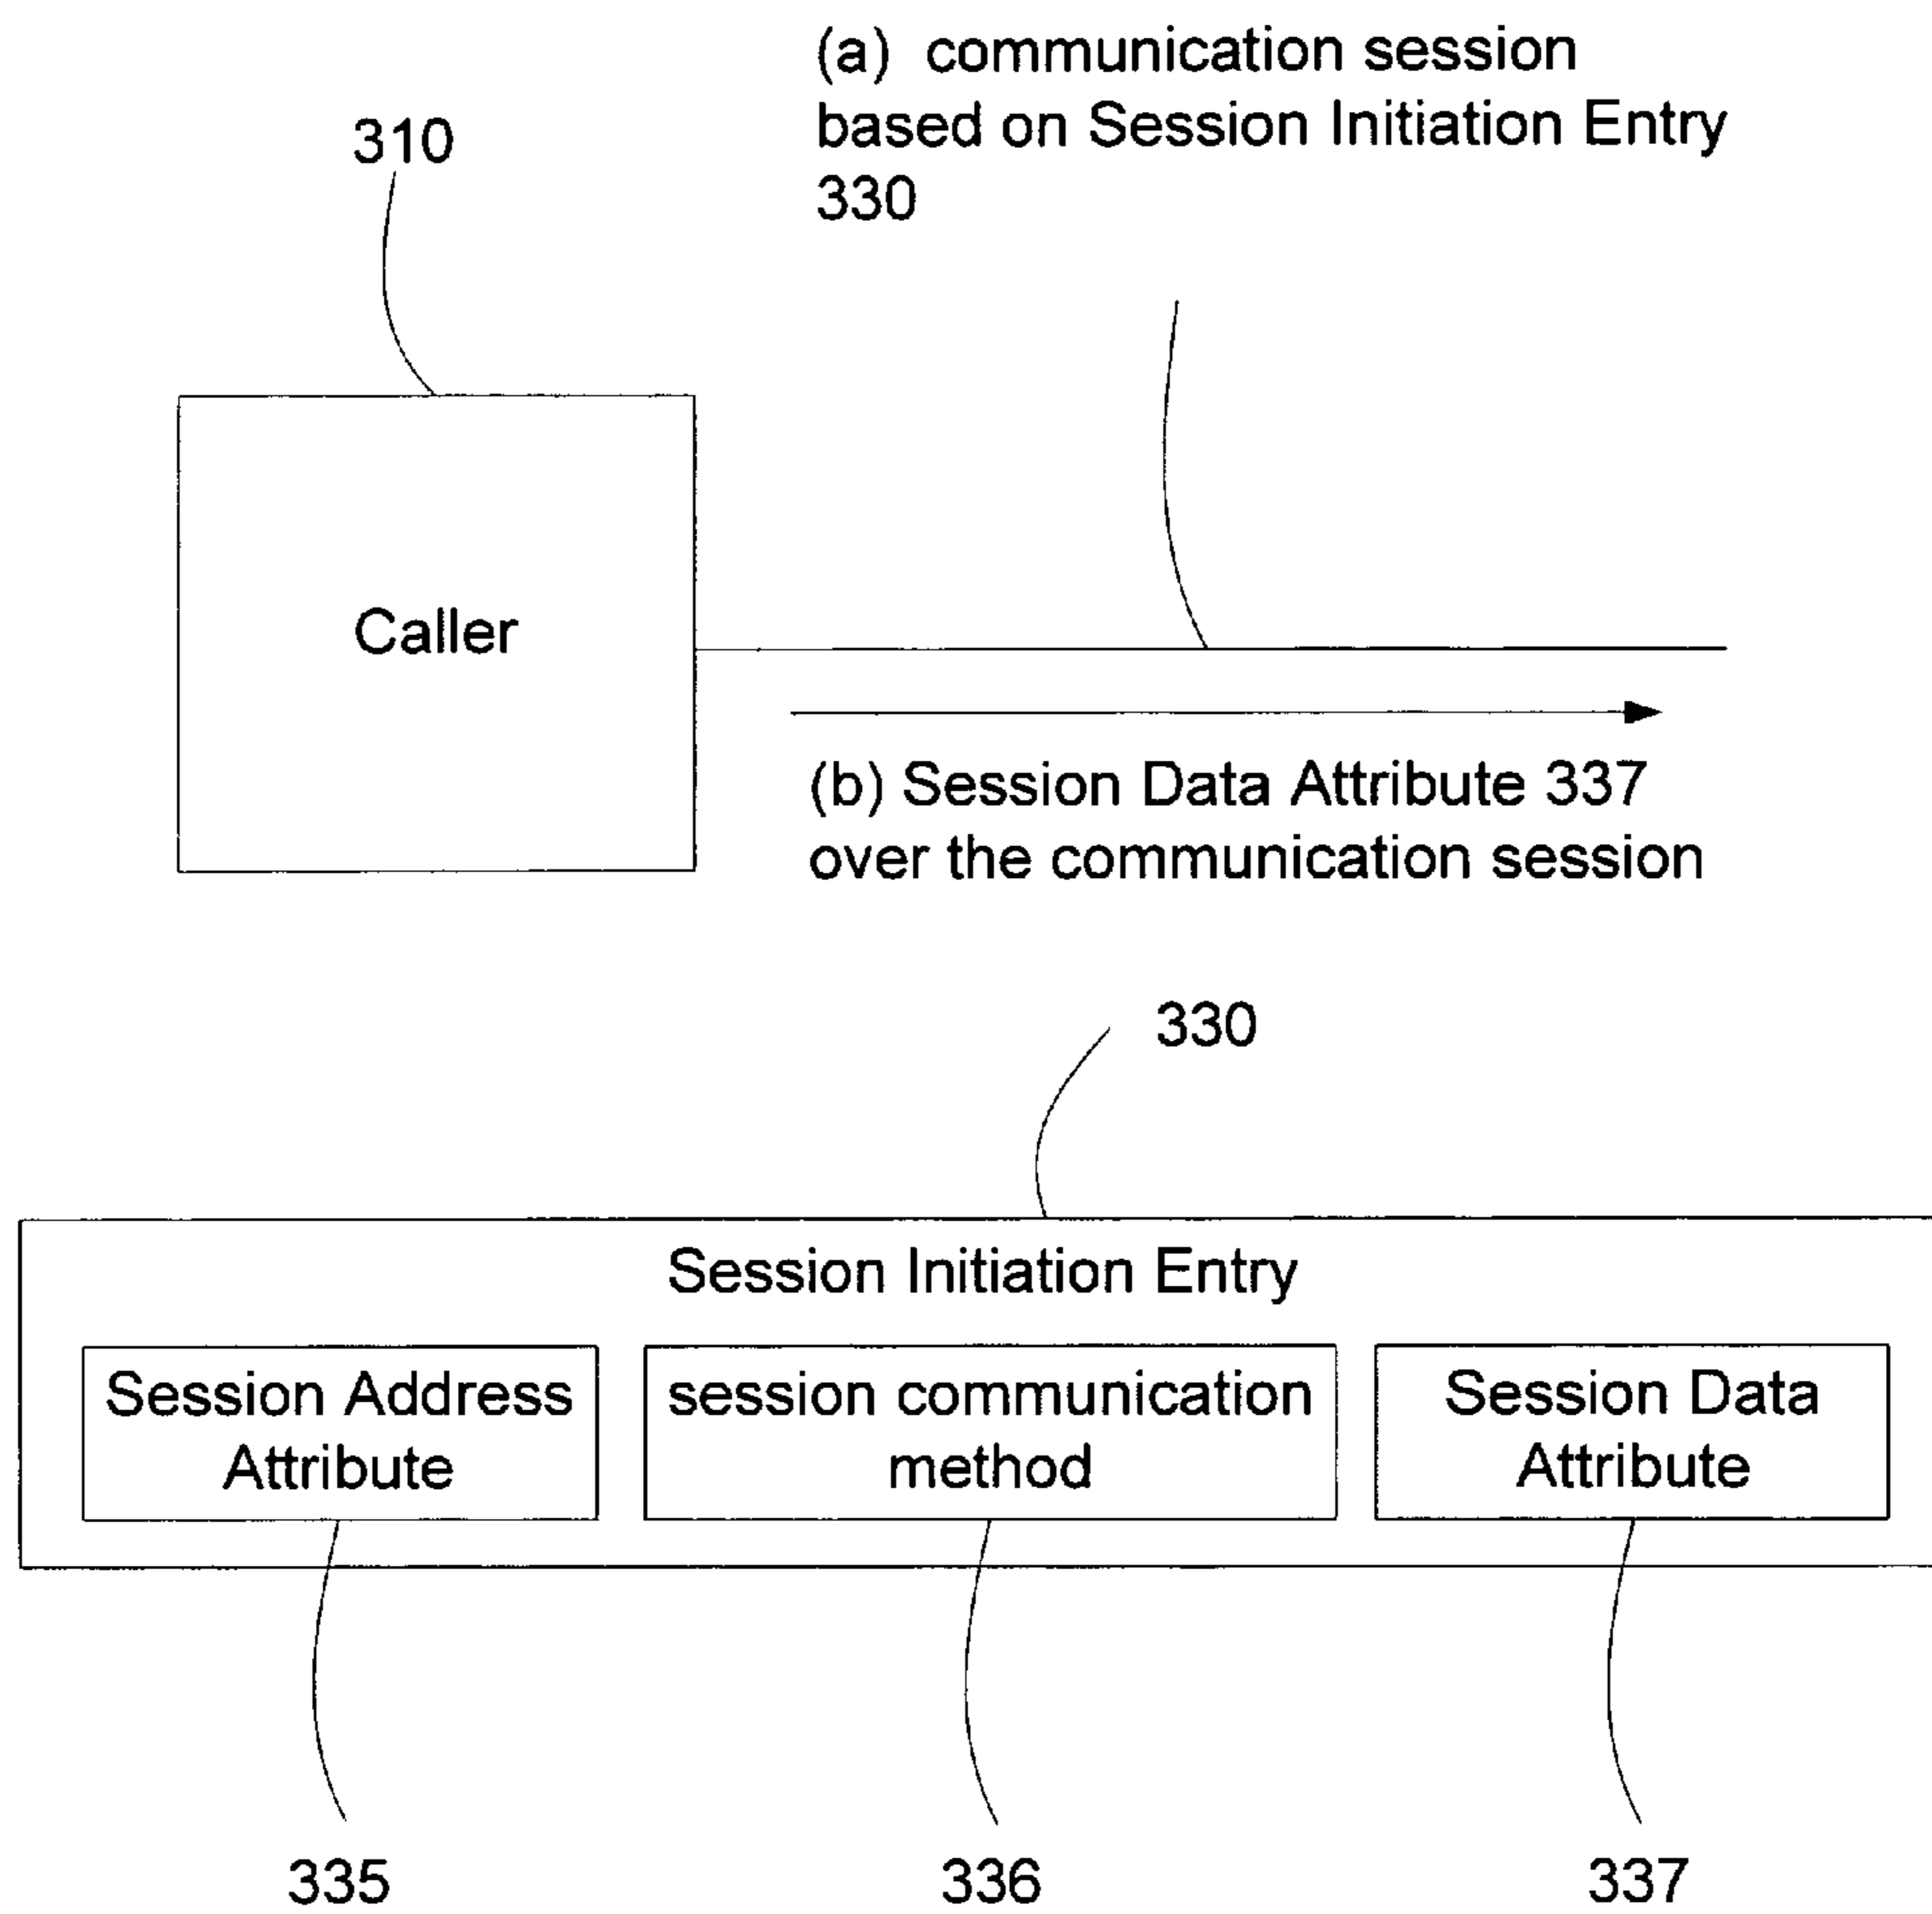 (a) communication session
based on Session Initiation Entry
330
310
Caller
(b) Session Data Attribute 337
over the communication session
330
Session Initiation Entry
Session Address
Attribute
session communication
method
Session Data
Attribute
335
336
337